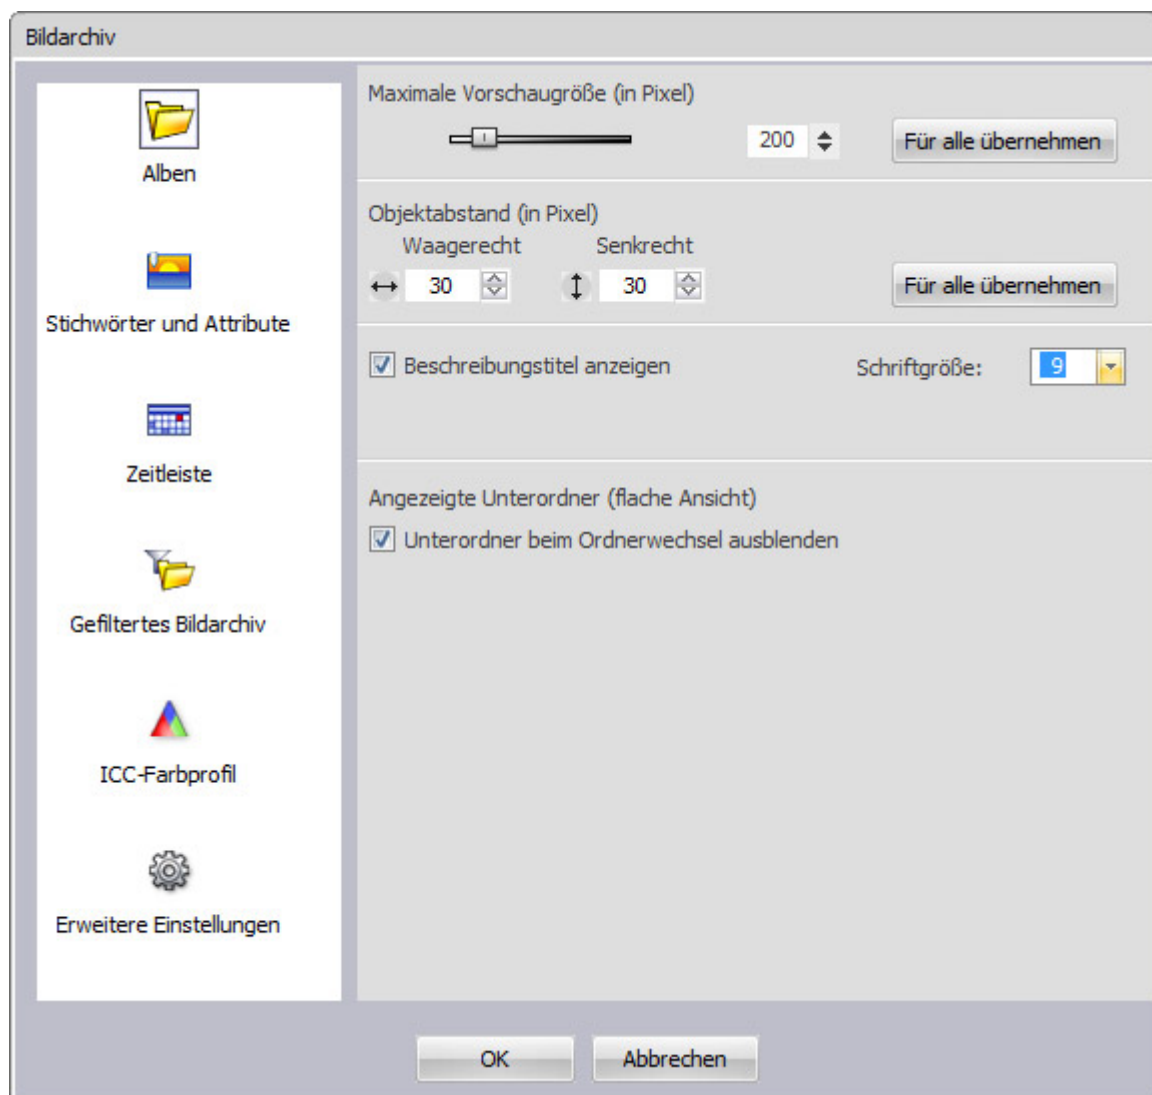 Bildarchiv
Alben
Stichwörter und Attribute
Zeitleiste
Gefiltertes Bildarchiv
ICC-Farbprofil
Erweitere Einstellungen
Maximale Vorschaugröße (in Pixel)
200 Für alle übernehmen
Objektabstand (in Pixel)
Waagerecht Senkrecht
30 30 Für alle übernehmen
Beschreibungstitel anzeigen Schriftgröße: 9
Angezeigte Unterordner (flache Ansicht)
Unterordner beim Ordnerwechsel ausblenden
OK Abbrechen